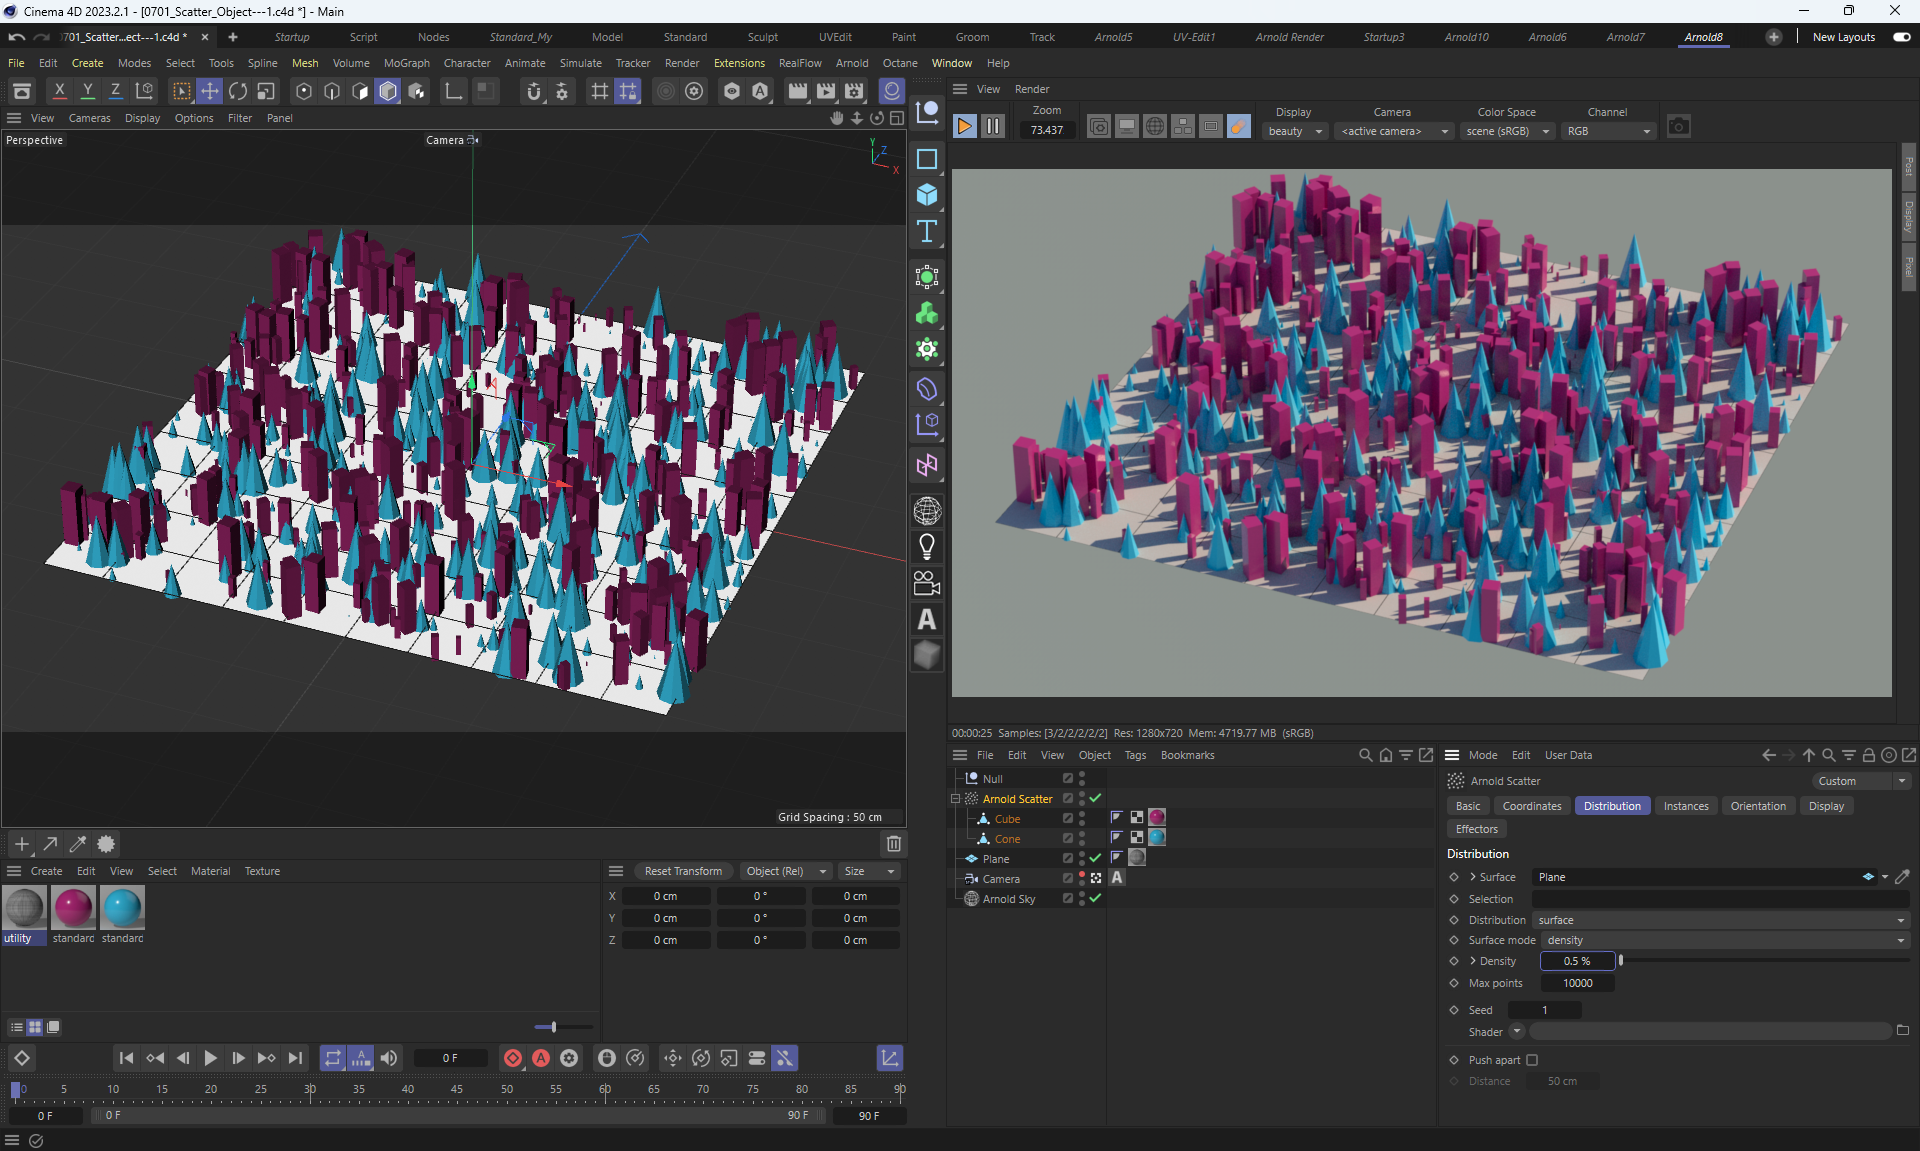 Cinema 4D 2023.2.1 - [0701_Scatter_Object---1.c4d *] - Main
701_Scatter...ect---1.c4d *
Startup
Script
Nodes
Standard_My
Model
Standard
Sculpt
UVEdit
Paint
Groom
Track
Arnold5
UV-Edit1
Arnold Render
Startup3
Arnold10
Arnold6
Arnold7
Arnold8
New Layouts
File Edit Create Modes Select Tools Spline Mesh Volume MoGraph Character Animate Simulate Tracker Render Extensions RealFlow Arnold Octane Window Help
X Y Z
View Cameras Display Options Filter Panel
Perspective
Camera
Y
Z
X
Grid Spacing : 50 cm
View Render
Zoom
73.437
Display
beauty
Camera
<active camera>
Color Space
scene (sRGB)
Channel
RGB
Post
Display
Pixel
00:00:25 Samples: [3/2/2/2/2/2] Res: 1280x720 Mem: 4719.77 MB (sRGB)
File Edit View Object Tags Bookmarks
Null
Arnold Scatter
Cube
Cone
Plane
Camera
A
Arnold Sky
Mode Edit User Data
Arnold Scatter
Custom
Basic Coordinates Distribution Instances Orientation Display
Effectors
Distribution
Surface Plane
Selection
Distribution surface
Surface mode density
Density 0.5 %
Max points 10000
Seed 1
Shader
Push apart
Distance 50 cm
Create Edit View Select Material Texture
utility standard standard
Reset Transform Object (Rel) Size
X 0 cm 0 ° 0 cm
Y 0 cm 0 ° 0 cm
Z 0 cm 0 ° 0 cm
0 F
0 5 10 15 20 25 30 35 40 45 50 55 60 65 70 75 80 85 90
0 F 0 F 90 F 90 F